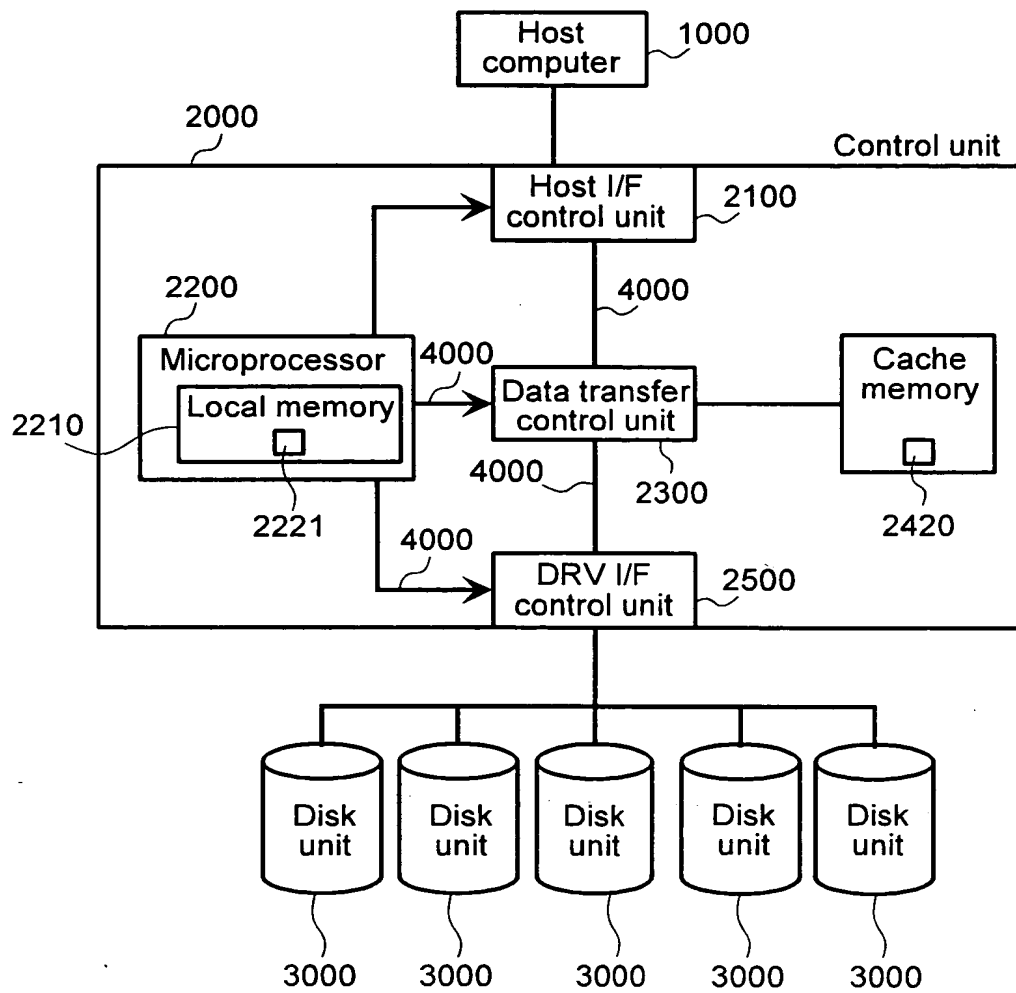 Host
computer
1000
2000
Control unit
Host I/F
control unit
2100
2200
4000
Microprocessor
4000
Cache
memory
Local memory
Data transfer
control unit
2210
2221
4000
2300
2420
4000
DRV I/F
control unit
2500
Disk
unit
Disk
unit
Disk
unit
Disk
unit
Disk
unit
3000
3000
3000
3000
3000